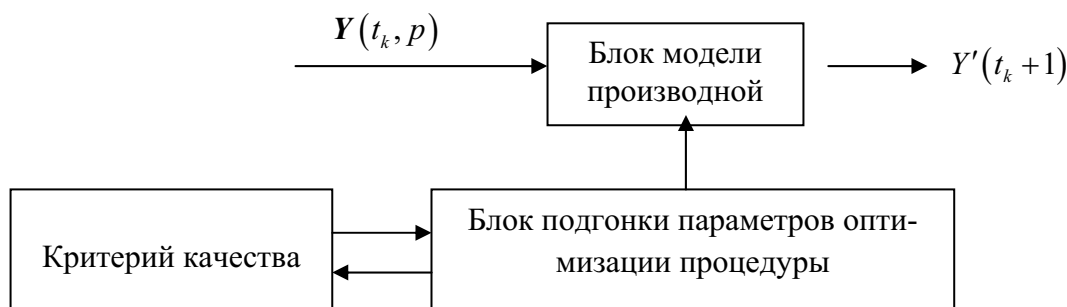 Y(t_k, p)
Блок модели
производной
Y′(t_k + 1)
Критерий качества
Блок подгонки параметров опти-
мизации процедуры